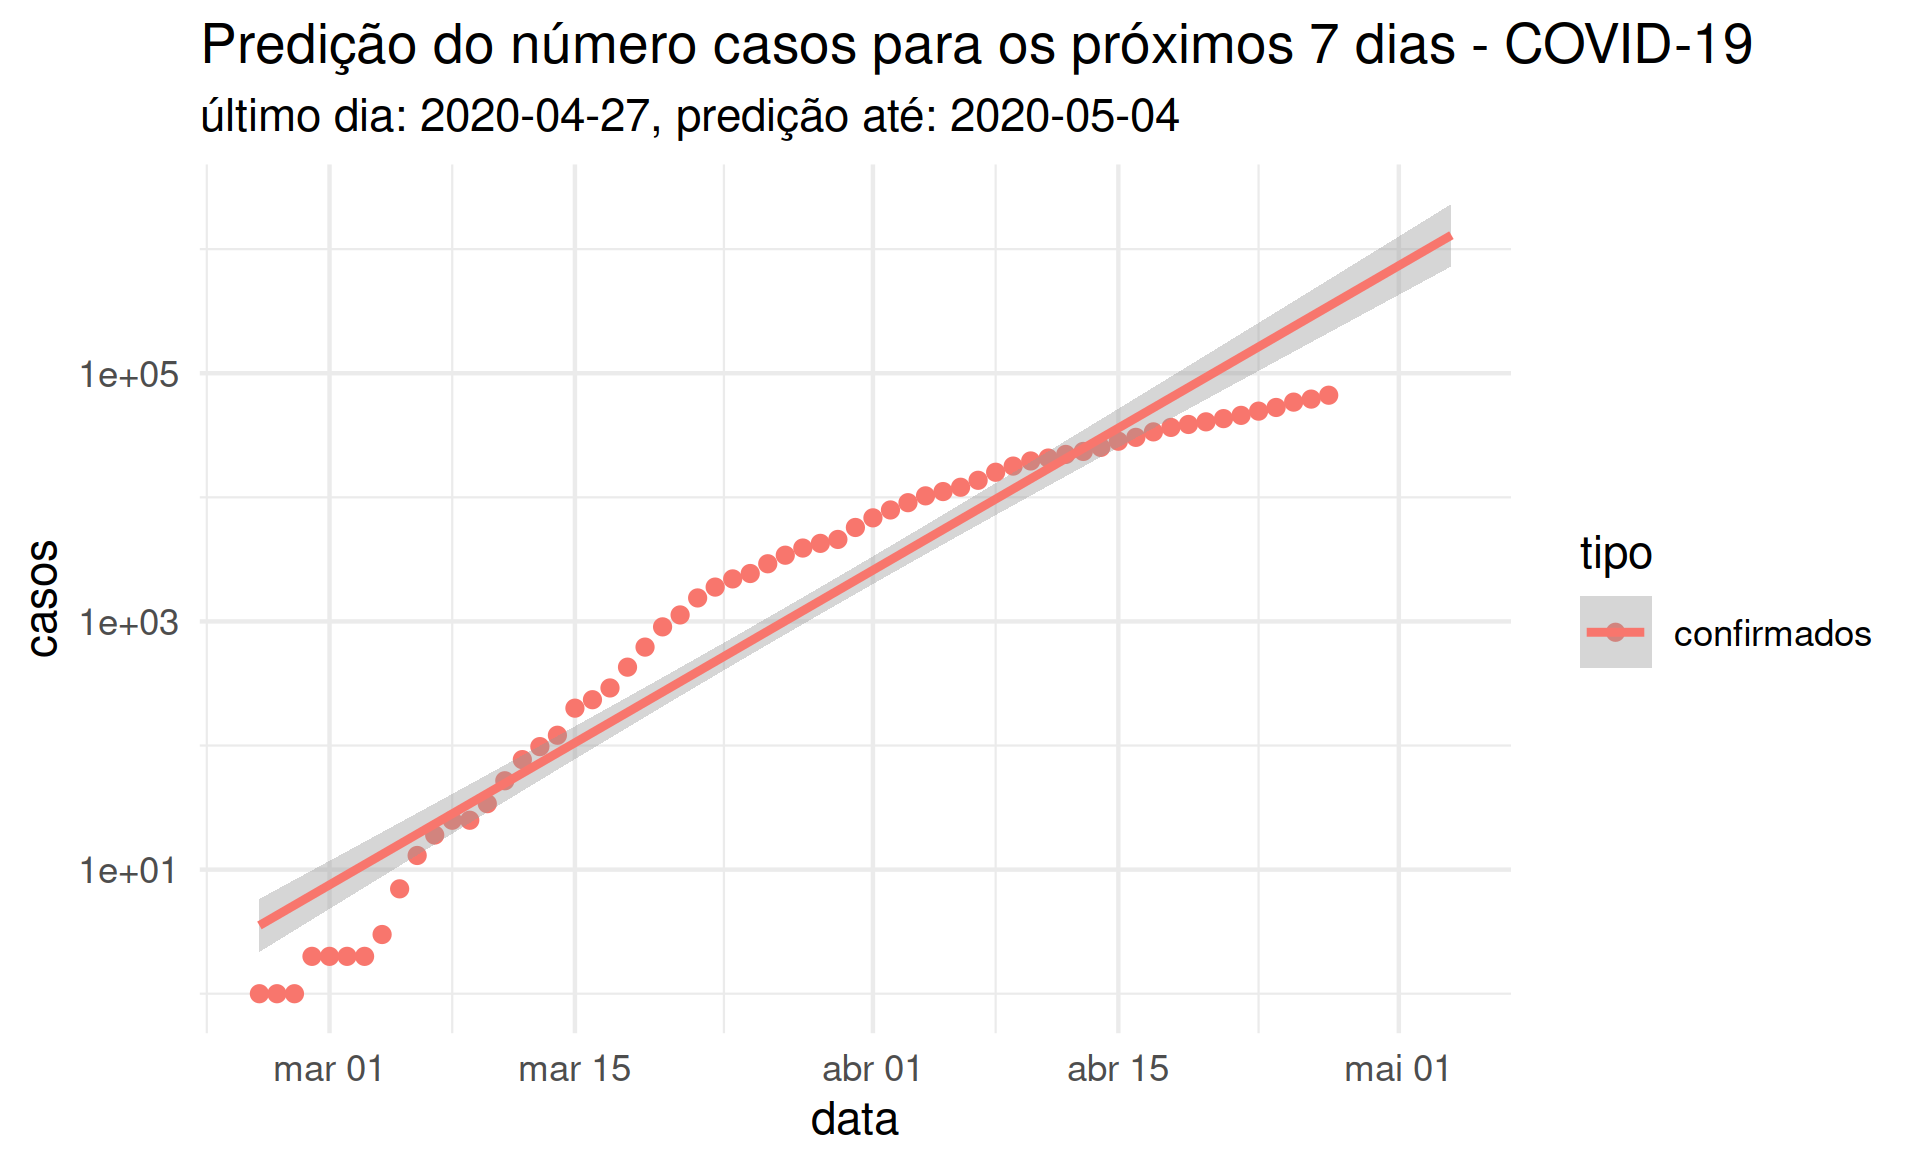 Predição do número casos para os próximos 7 dias - COVID-19
último dia: 2020-04-27, predição até: 2020-05-04
casos
1e+05
1e+03
1e+01
mar 01
mar 15
abr 01
abr 15
mai 01
data
tipo
confirmados